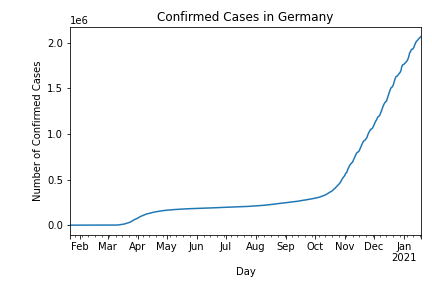 Confirmed Cases in Germany
1e6
2.0
1.5
1.0
0.5
0.0
Number of Confirmed Cases
Feb Mar Apr May Jun Jul Aug Sep Oct Nov Dec Jan
2021
Day